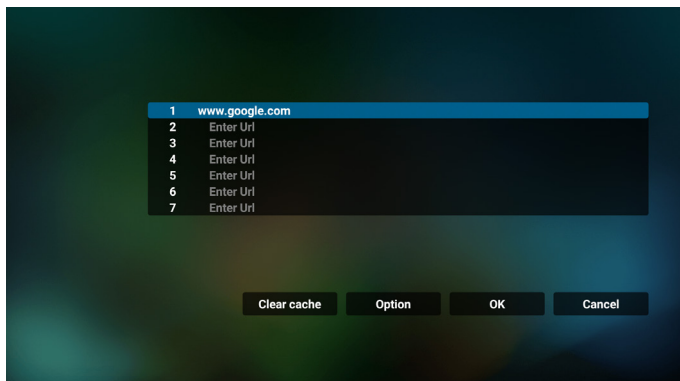 1 www.google.com
2 Enter Url
3 Enter Url
4 Enter Url
5 Enter Url
6 Enter Url
7 Enter Url
Clear cache Option OK Cancel